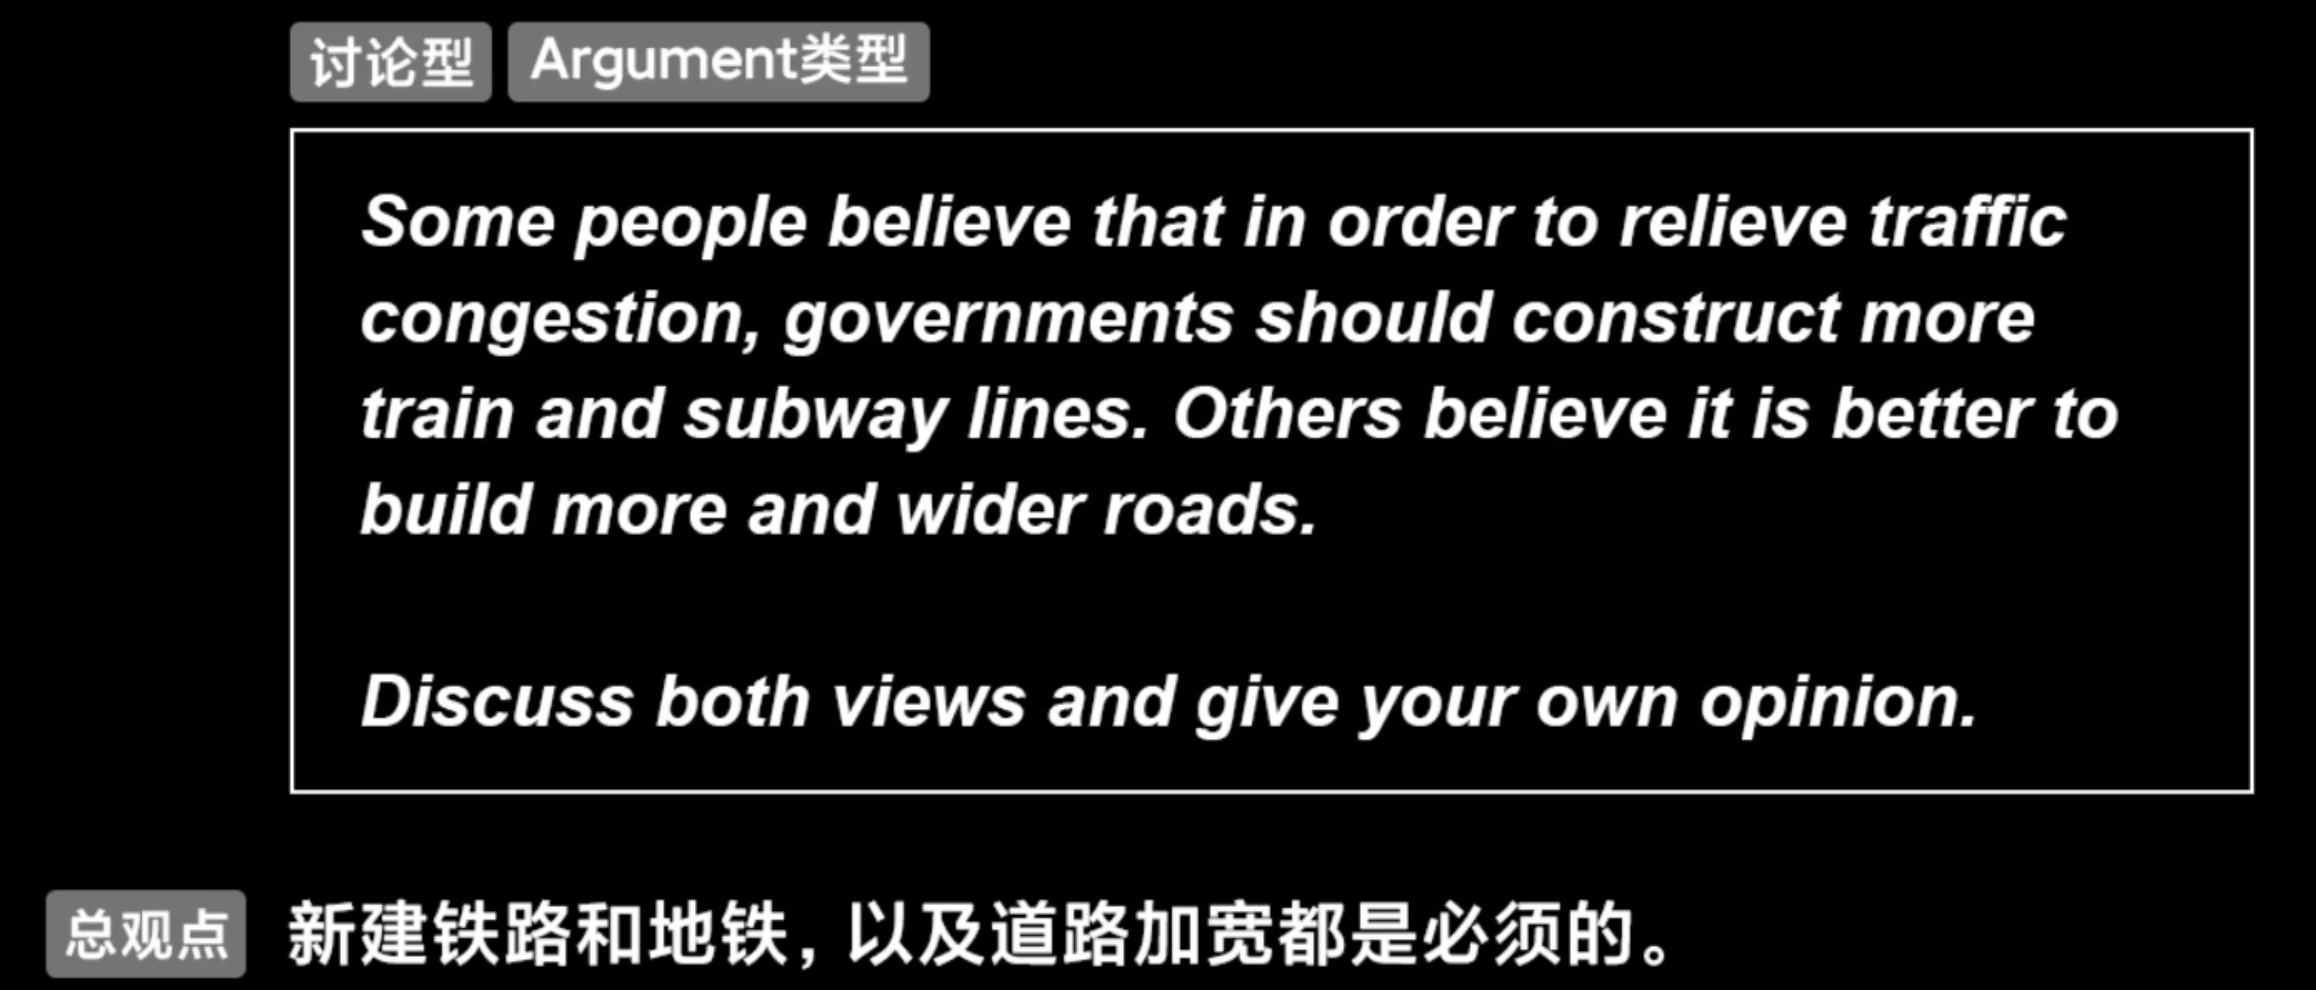 讨论型 Argument类型
Some people believe that in order to relieve traffic
congestion, governments should construct more
train and subway lines. Others believe it is better to
build more and wider roads.
Discuss both views and give your own opinion.
总观点 新建铁路和地铁，以及道路加宽都是必须的。